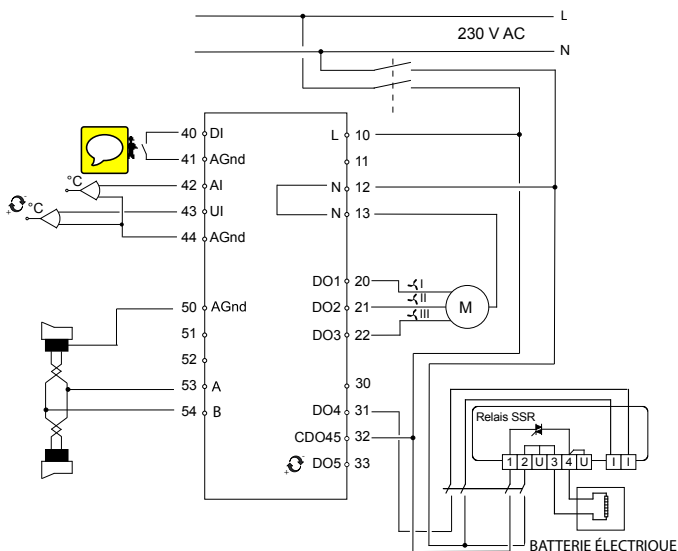 L
230 V AC
N
40 DI
41 AGnd
°C
42 AI
°C
43 UI
44 AGnd
50 AGnd
51
52
53 A
54 B
L 10
11
N 12
N 13
DO1 20
I
DO2 21
II
DO3 22
III
M
30
DO4 31
CDO45 32
DO5 33
Relais SSR
1 2 U 3 4 U I I
BATTERIE ÉLECTRIQUE